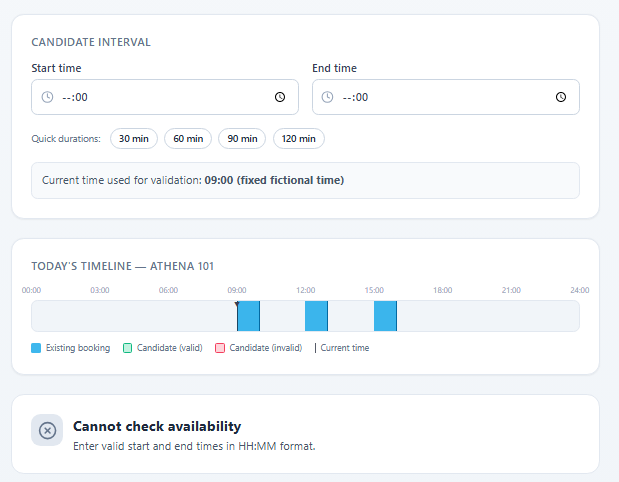 CANDIDATE INTERVAL
Start time End time
--:00 --:00
Quick durations: 30 min 60 min 90 min 120 min
Current time used for validation: 09:00 (fixed fictional time)
TODAY'S TIMELINE — ATHENA 101
00:00 03:00 06:00 09:00 12:00 15:00 18:00 21:00 24:00
Existing booking Candidate (valid) Candidate (invalid) Current time
Cannot check availability
Enter valid start and end times in HH:MM format.